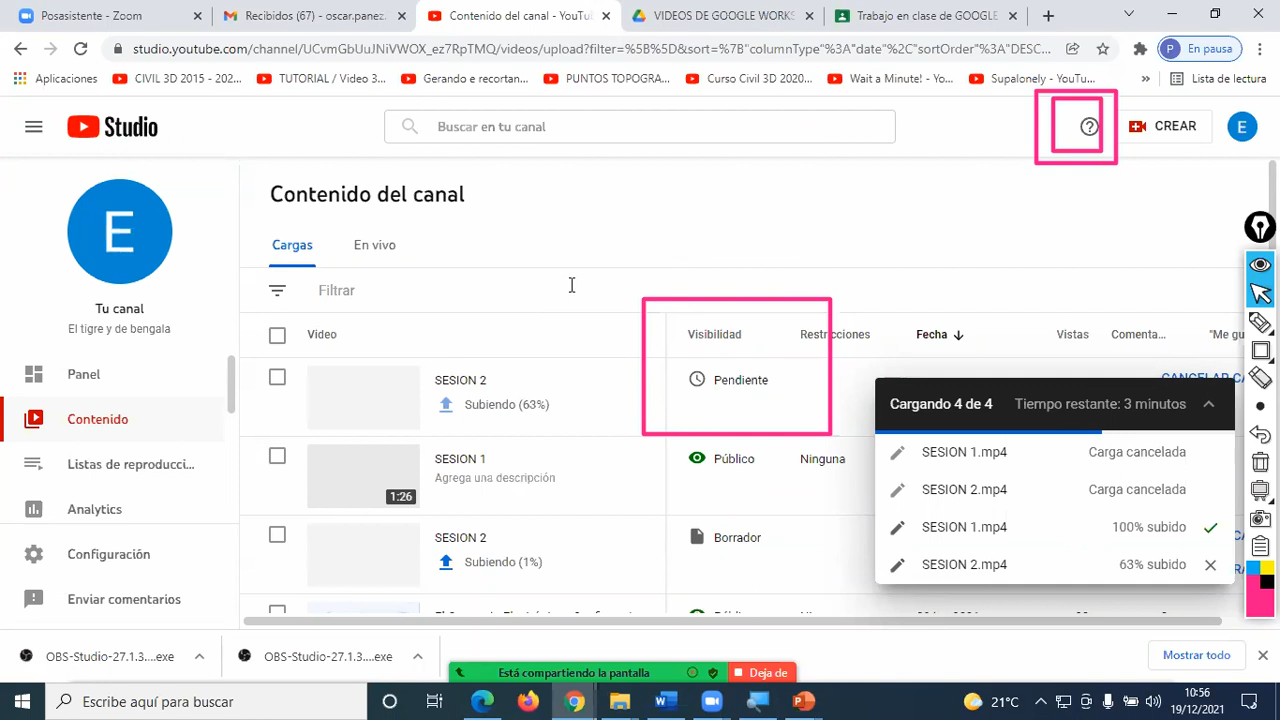 Posasistente - Zoom
Recibidos (67) - oscar.panez.
Contenido del canal - YouTu
VIDEOS DE GOOGLE WORKS
Trabajo en clase de GOOGLE
studio.youtube.com/channel/UCvmGbUuJNiVWOX_ez7RpTMQ/videos/upload?filter=%5B%5D&sort=%7B"columnType"%3A"date"%2C"sortOrder"%3A"DESC...
P
En pausa
Aplicaciones
CIVIL 3D 2015 - 202...
TUTORIAL / Video 3...
Gerando e recortan...
PUNTOS TOPOGRA...
Curso Civil 3D 2020...
Wait a Minute! - Yo...
Supalonely - YouTu...
»
Lista de lectura
Studio
Buscar en tu canal
CREAR
E
E
Tu canal
El tigre y de bengala
Panel
Contenido
Listas de reproducci...
Analytics
Configuración
Enviar comentarios
Contenido del canal
Cargas
En vivo
Filtrar
Video
Visibilidad
Restricciones
Fecha
Vistas
Comenta...
"Me gu
SESION 2
Subiendo (63%)
Pendiente
SESION 1
Agrega una descripción
1:26
Público
Ninguna
SESION 2
Subiendo (1%)
Borrador
Cargando 4 de 4
Tiempo restante: 3 minutos
SESION 1.mp4
Carga cancelada
SESION 2.mp4
Carga cancelada
SESION 1.mp4
100% subido
SESION 2.mp4
63% subido
OBS-Studio-27.1.3....exe
OBS-Studio-27.1.3....exe
Mostrar todo
Está compartiendo la pantalla
Deja de
Escribe aquí para buscar
21°C
10:56
19/12/2021